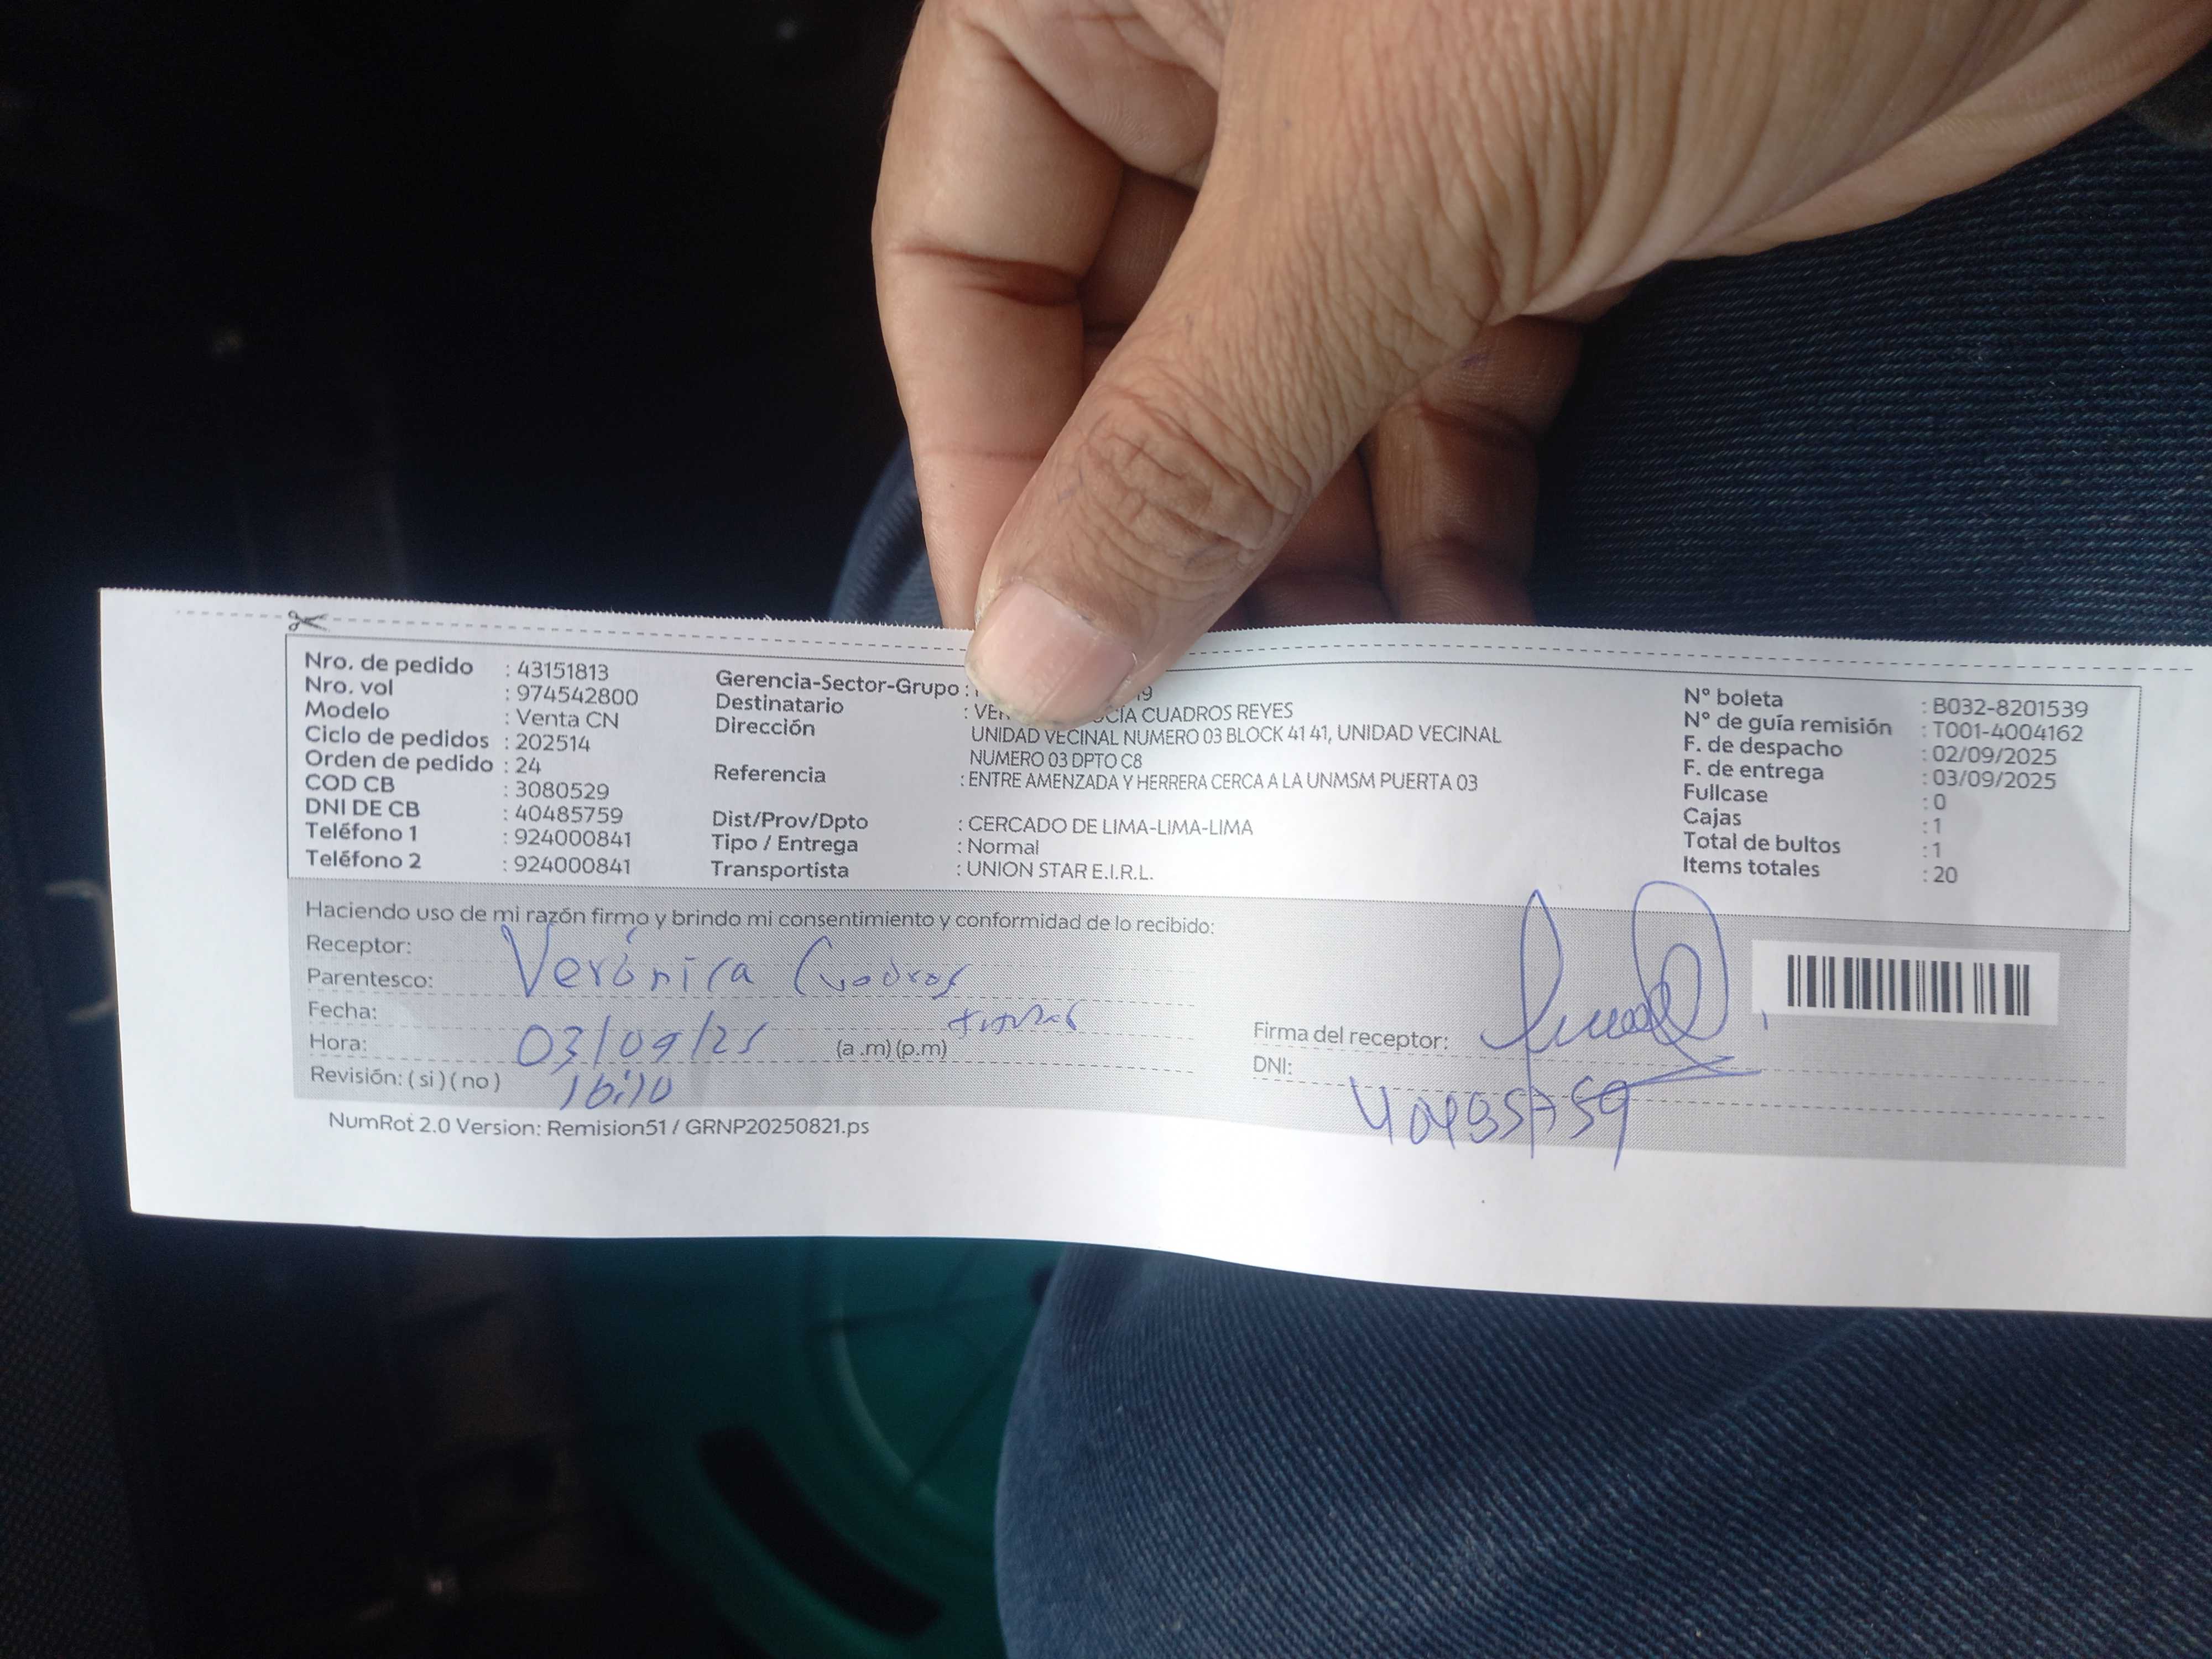 Nro. de pedido : 43151813
Nro. vol : 974542800
Modelo : Venta CN
Ciclo de pedidos : 202514
Orden de pedido : 24
COD CB : 3080529
DNI DE CB : 40485759
Teléfono 1 : 924000841
Teléfono 2 : 924000841
Gerencia-Sector-Grupo :
Destinatario : CUADROS REYES
Dirección UNIDAD VECINAL NUMERO 03 BLOCK 41 41, UNIDAD VECINAL
NUMERO 03 DPTO C8
Referencia : ENTRE AMENZADA Y HERRERA CERCA A LA UNMSM PUERTA 03
Dist/Prov/Dpto : CERCADO DE LIMA-LIMA-LIMA
Tipo / Entrega : Normal
Transportista : UNION STAR E.I.R.L.
N° boleta : B032-8201539
N° de guía remisión : T001-4004162
F. de despacho : 02/09/2025
F. de entrega : 03/09/2025
Fullcase : 0
Cajas : 1
Total de bultos : 1
Items totales : 20
Haciendo uso de mi razón firmo y brindo mi consentimiento y conformidad de lo recibido:
Receptor: Verónica Cuadros
Parentesco:
Fecha: 03/09/25
Hora: 16:10 (a .m) (p.m)
Revisión: ( si ) ( no )
Firma del receptor:
DNI: 40485759
NumRot 2.0 Version: Remision51 / GRNP20250821.ps